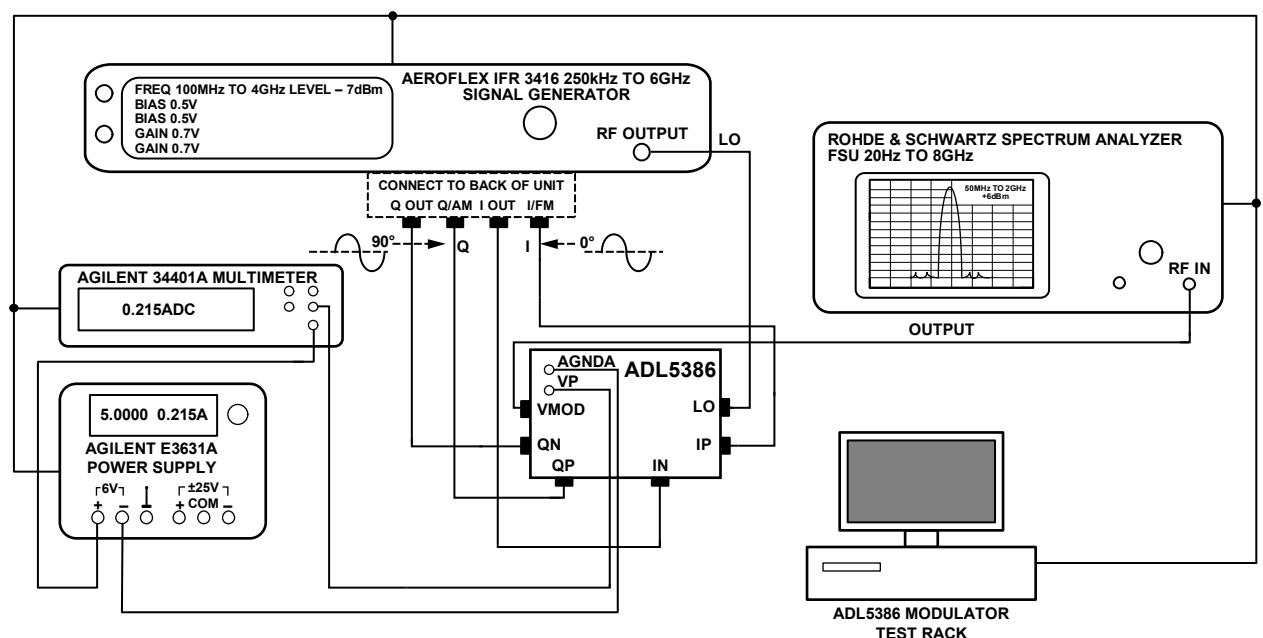 AEROFLEX IFR 3416 250kHz TO 6GHz
SIGNAL GENERATOR
FREQ 100MHz TO 4GHz LEVEL – 7dBm
BIAS 0.5V
BIAS 0.5V
GAIN 0.7V
GAIN 0.7V
RF OUTPUT
LO
CONNECT TO BACK OF UNIT
Q OUT Q/AM I OUT I/FM
90°
Q
I
0°
ROHDE & SCHWARTZ SPECTRUM ANALYZER
FSU 20Hz TO 8GHz
50MHz TO 2GHz
+6dBm
RF IN
AGILENT 34401A MULTIMETER
0.215ADC
OUTPUT
5.0000 0.215A
AGILENT E3631A
POWER SUPPLY
6V
±25V
+ – + COM –
AGNDA
VP
ADL5386
VMOD
LO
QN
IP
QP
IN
ADL5386 MODULATOR
TEST RACK